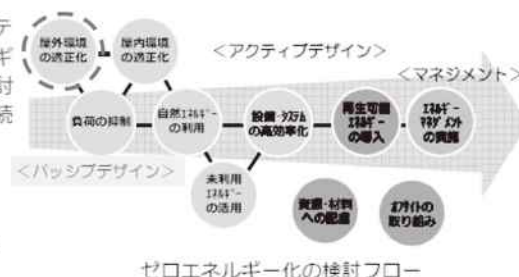 テ
ギ
討
続
屋外環境
の適正化
屋内環境
の適正化
<アクティブデザイン>
<マネジメント>
負荷の抑制
自然エネルギー
の利用
設備・システム
の高効率化
再生可能
エネルギー
の導入
エネルギー
マネジメント
の実施
<パッシブデザイン>
未利用
エネルギー
の活用
資源・材料
への配慮
オフサイトの
取り組み
ゼロエネルギー化の検討フロー